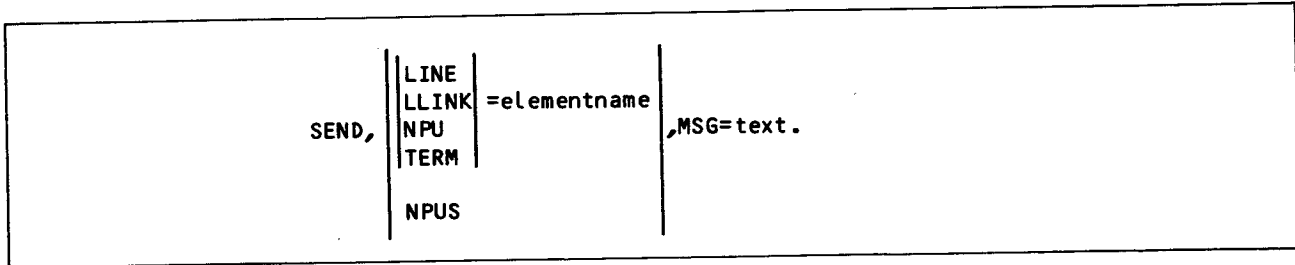 LINE
LLINK =elementname
SEND, NPU ,MSG=text.
TERM
NPUS